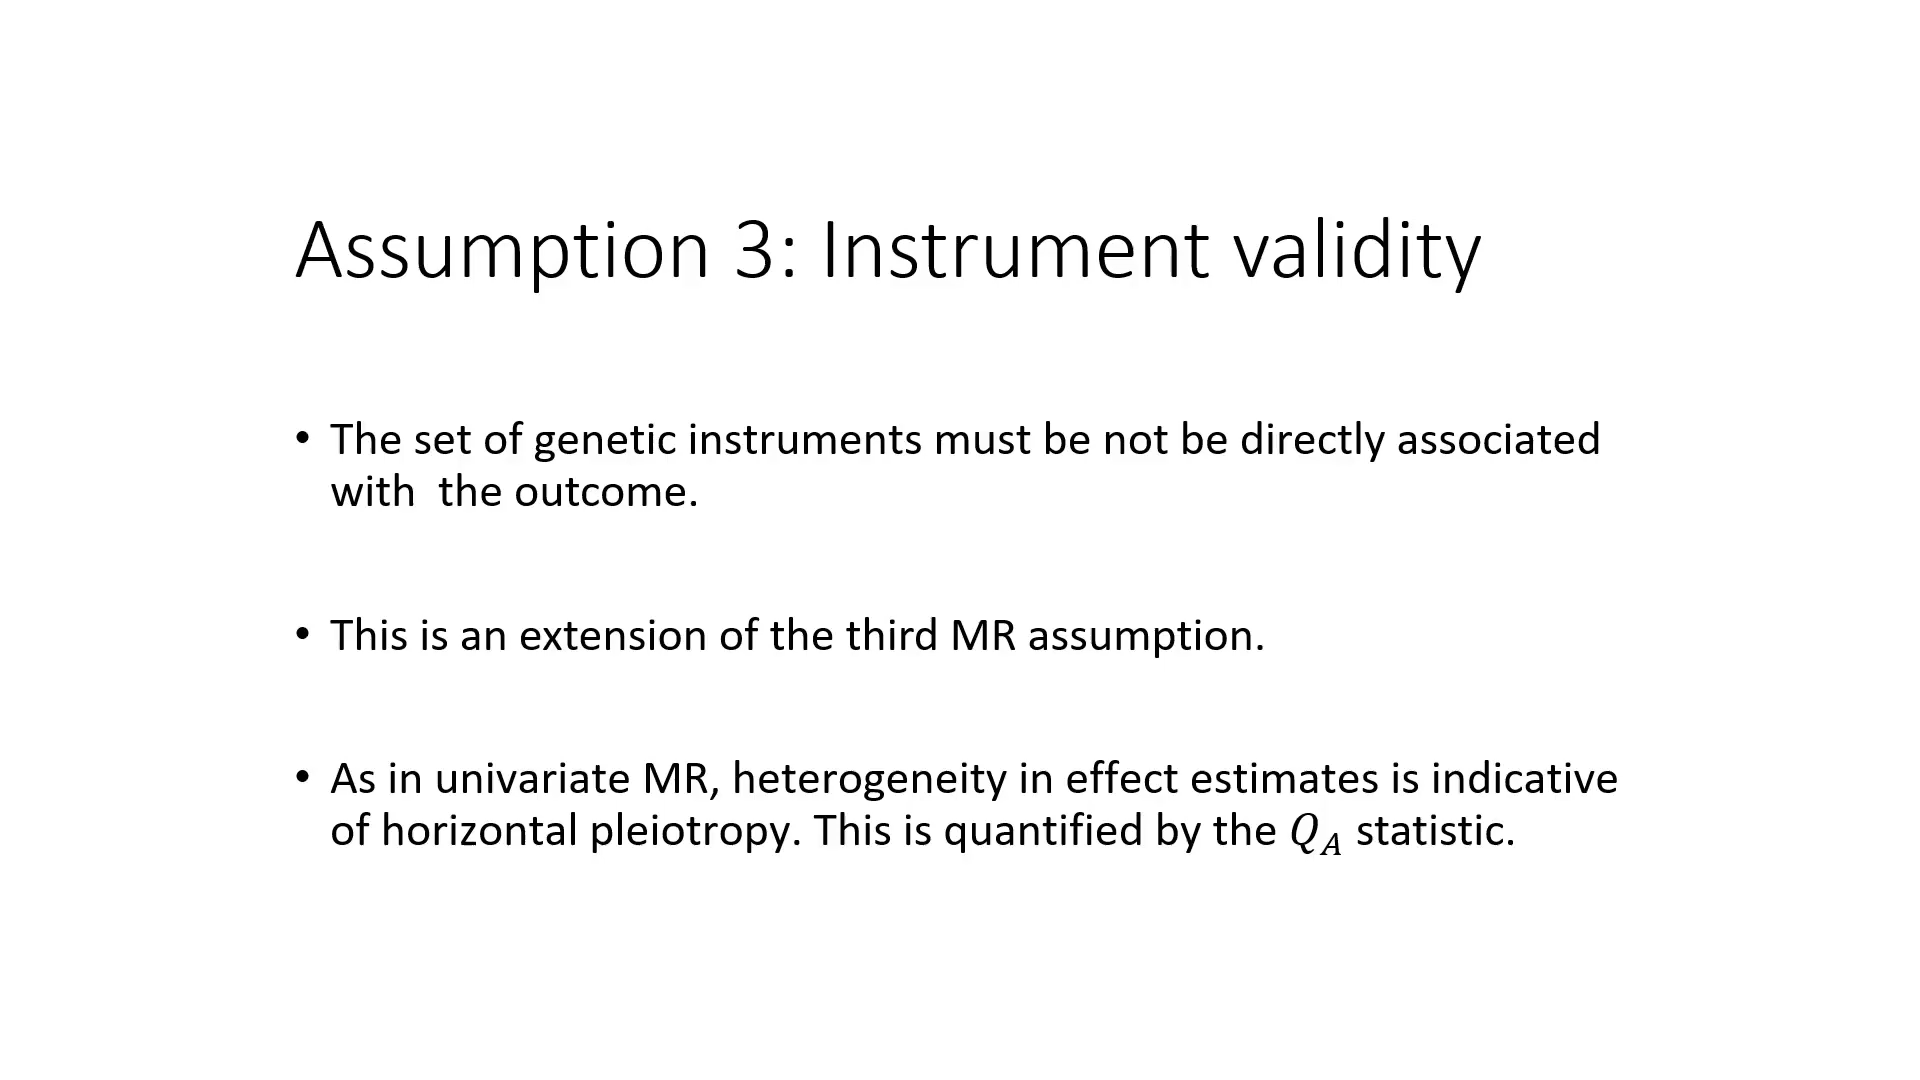 Assumption 3: Instrument validity
• The set of genetic instruments must be not be directly associated
with  the outcome.
• This is an extension of the third MR assumption.
• As in univariate MR, heterogeneity in effect estimates is indicative
of horizontal pleiotropy. This is quantified by the Q_A statistic.